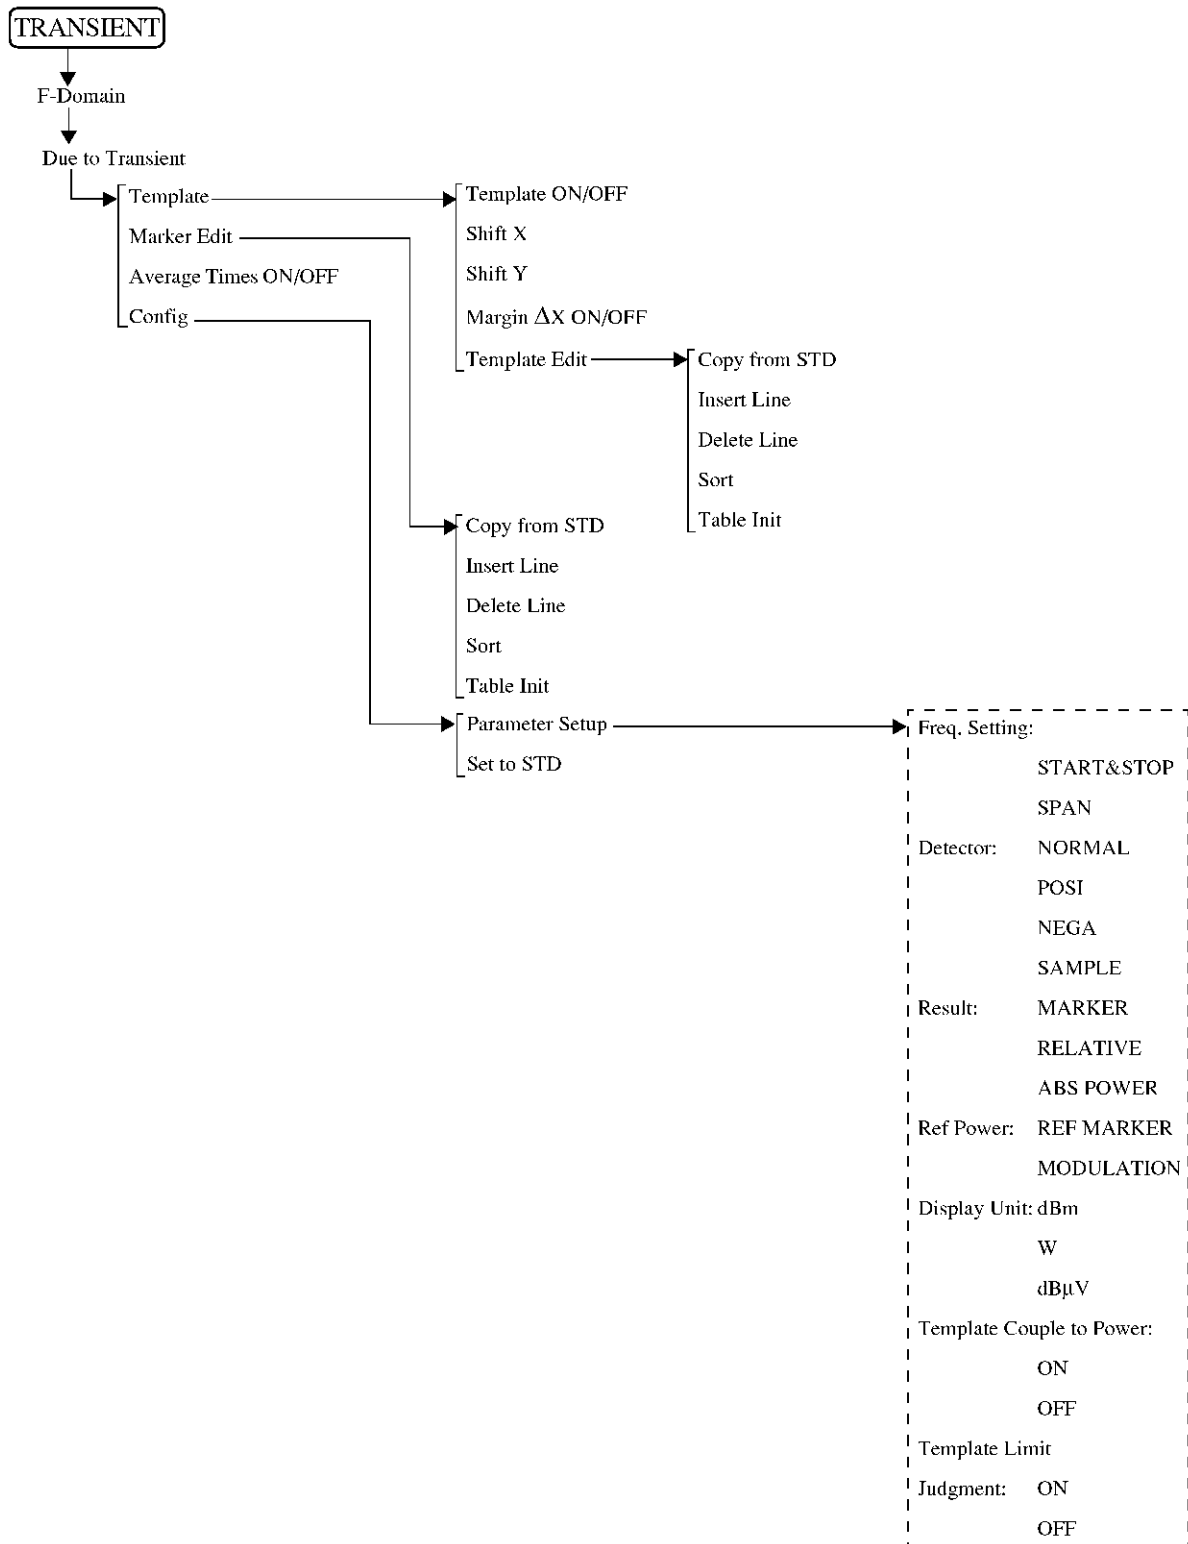 TRANSIENT
F-Domain
Due to Transient
Template
Marker Edit
Average Times ON/OFF
Config
Template ON/OFF
Shift X
Shift Y
Margin ΔX ON/OFF
Template Edit
Copy from STD
Insert Line
Delete Line
Sort
Table Init
Copy from STD
Insert Line
Delete Line
Sort
Table Init
Parameter Setup
Set to STD
Freq. Setting:
START&STOP
SPAN
Detector: NORMAL
POSI
NEGA
SAMPLE
Result: MARKER
RELATIVE
ABS POWER
Ref Power: REF MARKER
MODULATION
Display Unit: dBm
W
dBµV
Template Couple to Power:
ON
OFF
Template Limit
Judgment: ON
OFF